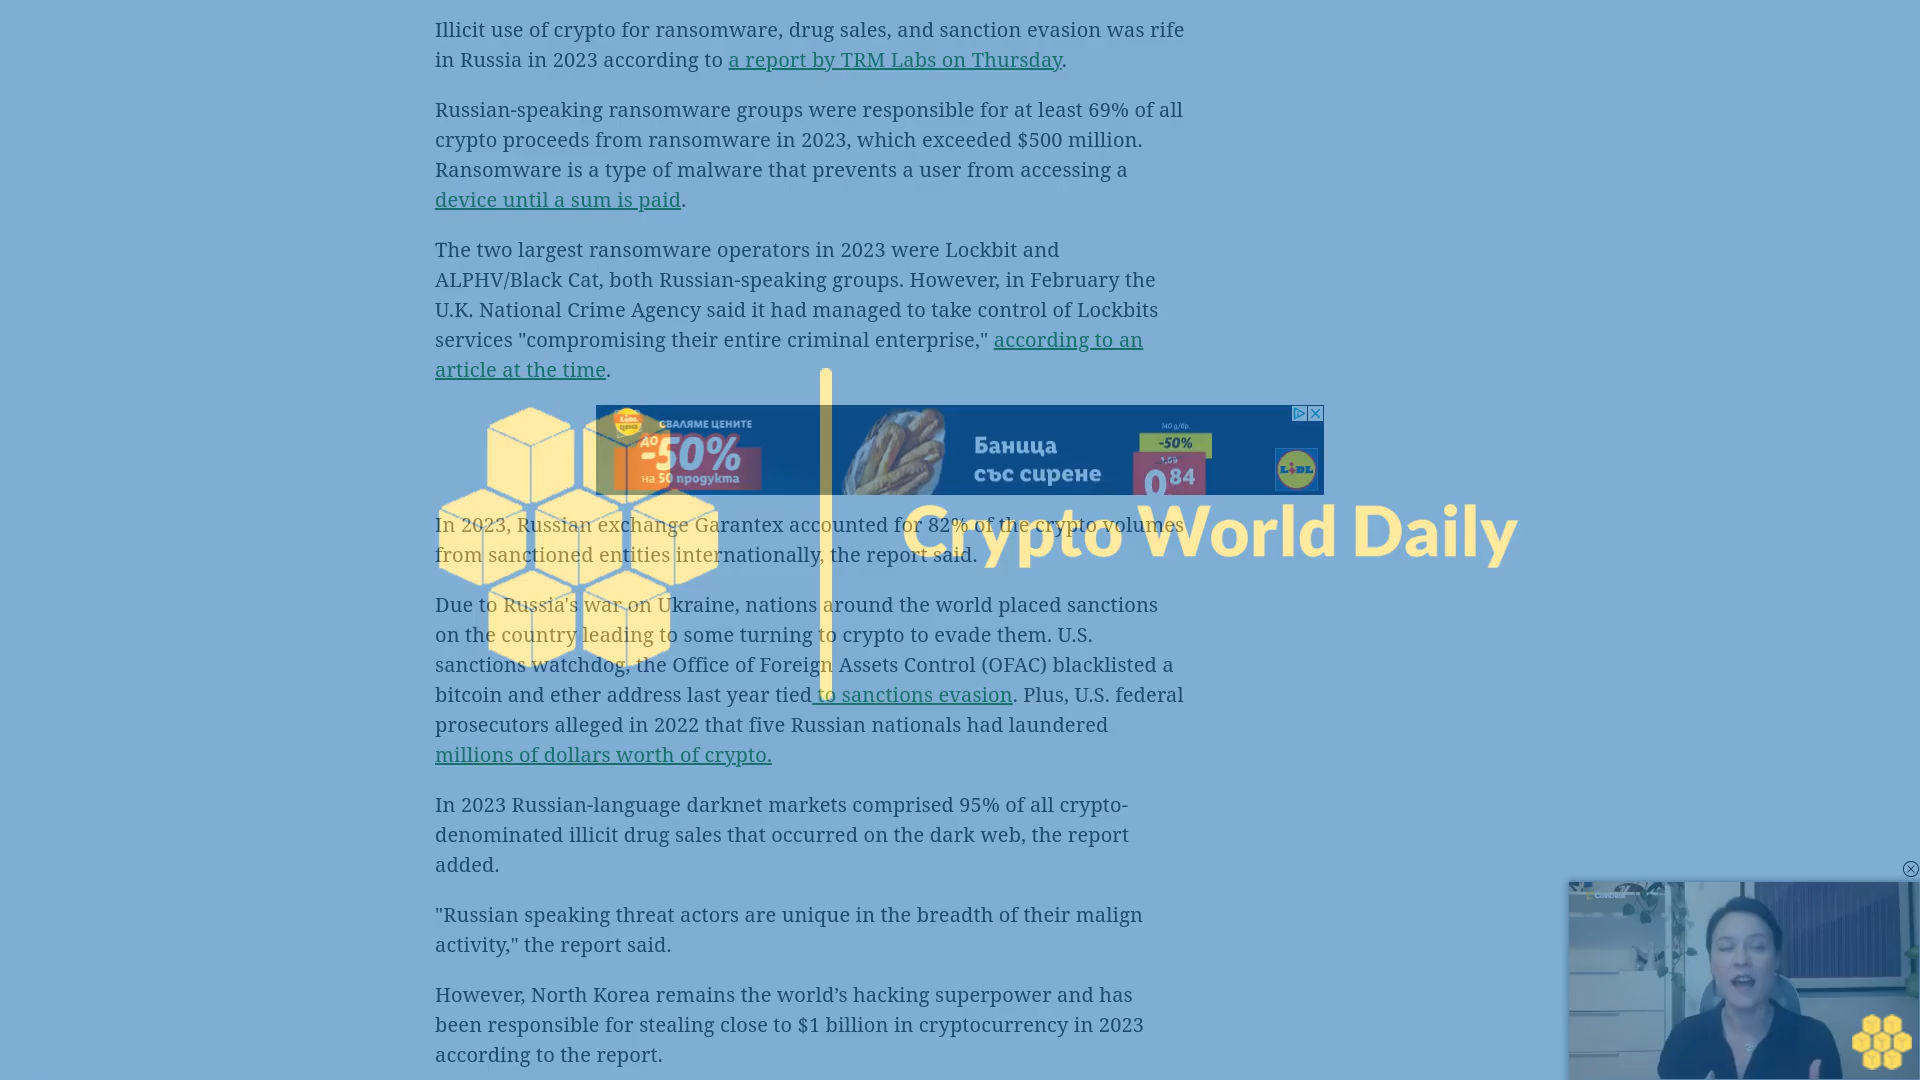 Illicit use of crypto for ransomware, drug sales, and sanction evasion was rife
in Russia in 2023 according to a report by TRM Labs on Thursday.
Russian-speaking ransomware groups were responsible for at least 69% of all
crypto proceeds from ransomware in 2023, which exceeded $500 million.
Ransomware is a type of malware that prevents a user from accessing a
device until a sum is paid.
The two largest ransomware operators in 2023 were Lockbit and
ALPHV/Black Cat, both Russian-speaking groups. However, in February the
U.K. National Crime Agency said it had managed to take control of Lockbits
services "compromising their entire criminal enterprise," according to an
article at the time.
СВАЛЯМЕ ЦЕНИТЕ
ДО
-50%
на 50 продукта
Баница
със сирене
140 g/бр.
-50%
1,69
0 84
LIDL
In 2023, Russian exchange Garantex accounted for 82% of the crypto volumes
from sanctioned entities internationally, the report said.
Crypto World Daily
Due to Russia's war on Ukraine, nations around the world placed sanctions
on the country leading to some turning to crypto to evade them. U.S.
sanctions watchdog, the Office of Foreign Assets Control (OFAC) blacklisted a
bitcoin and ether address last year tied to sanctions evasion. Plus, U.S. federal
prosecutors alleged in 2022 that five Russian nationals had laundered
millions of dollars worth of crypto.
In 2023 Russian-language darknet markets comprised 95% of all crypto-
denominated illicit drug sales that occurred on the dark web, the report
added.
"Russian speaking threat actors are unique in the breadth of their malign
activity," the report said.
However, North Korea remains the world’s hacking superpower and has
been responsible for stealing close to $1 billion in cryptocurrency in 2023
according to the report.